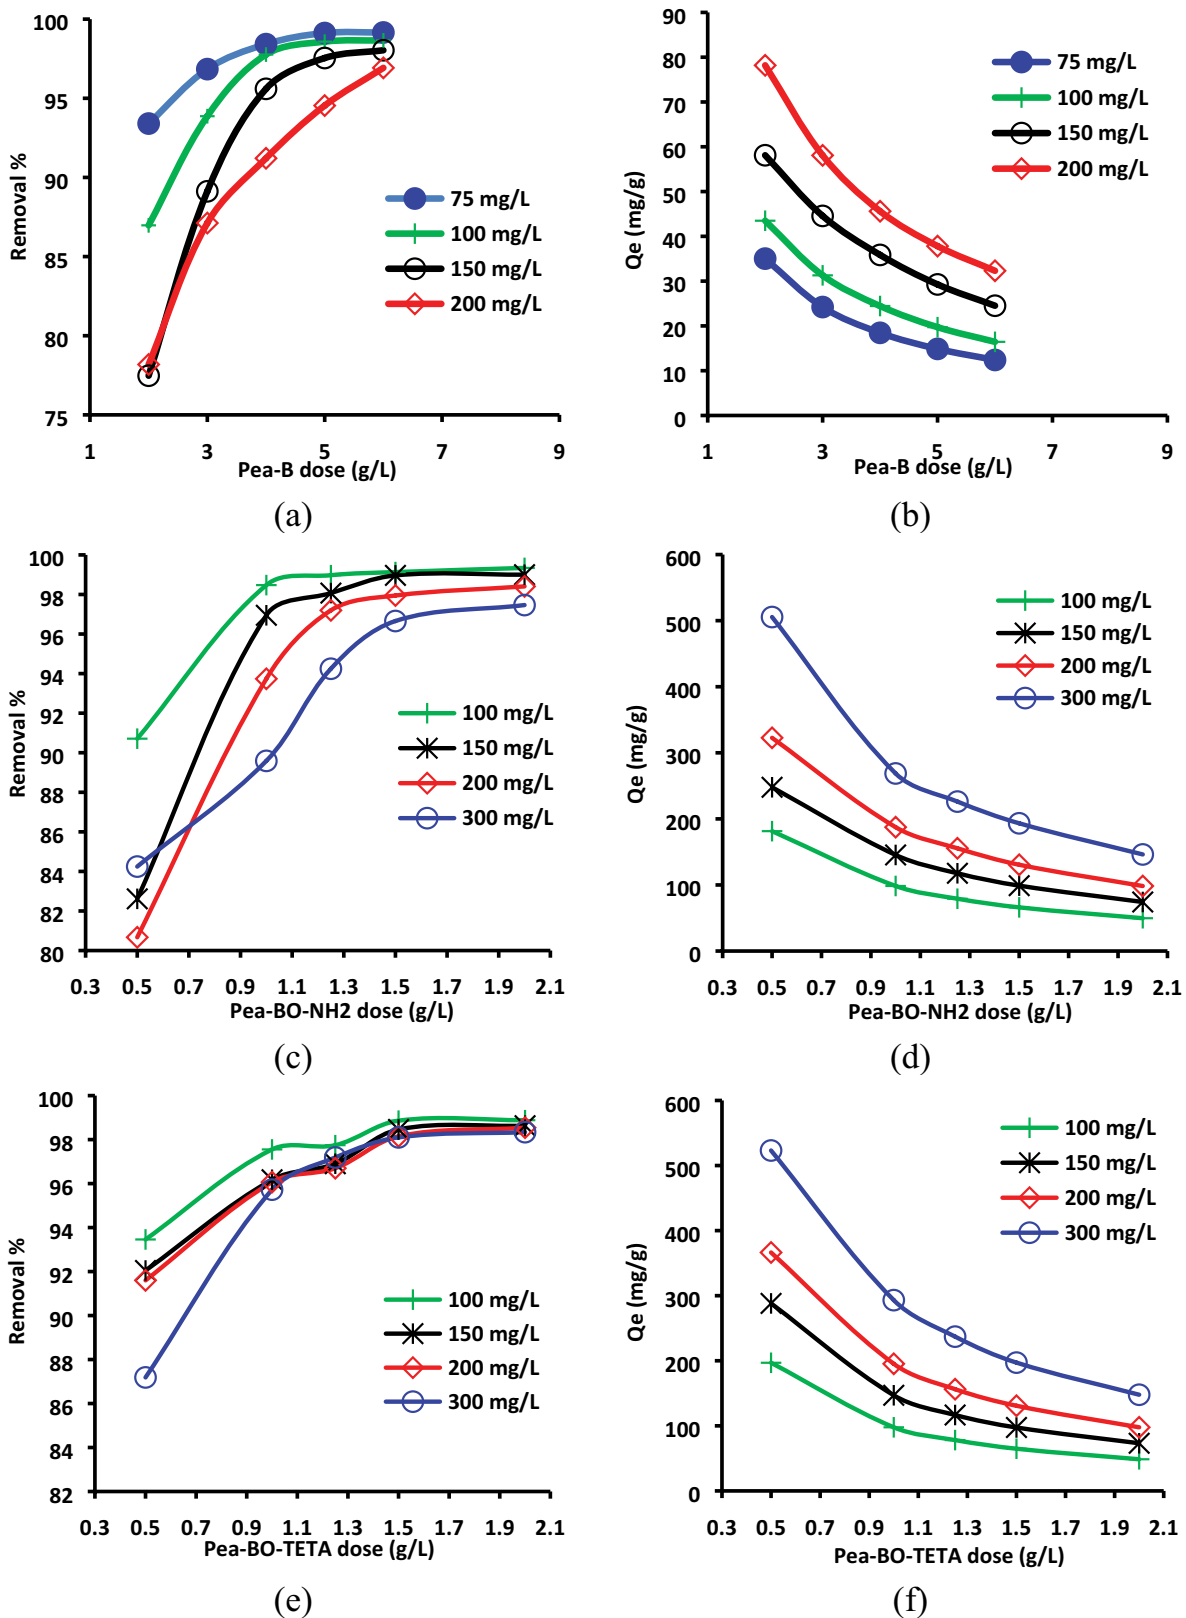 100
95
90
85
80
75
Removal %
75 mg/L
100 mg/L
150 mg/L
200 mg/L
1 3 5 7 9
Pea-B dose (g/L)
(a)
90
80
70
60
50
40
30
20
10
0
Qe (mg/g)
75 mg/L
100 mg/L
150 mg/L
200 mg/L
1 3 5 7 9
Pea-B dose (g/L)
(b)
100
98
96
94
92
90
88
86
84
82
80
Removal %
100 mg/L
150 mg/L
200 mg/L
300 mg/L
0.3 0.5 0.7 0.9 1.1 1.3 1.5 1.7 1.9 2.1
Pea-BO-NH2 dose (g/L)
(c)
600
500
400
300
200
100
0
Qe (mg/g)
100 mg/L
150 mg/L
200 mg/L
300 mg/L
0.3 0.5 0.7 0.9 1.1 1.3 1.5 1.7 1.9 2.1
Pea-BO-NH2 dose (g/L)
(d)
100
98
96
94
92
90
88
86
84
82
Removal %
100 mg/L
150 mg/L
200 mg/L
300 mg/L
0.3 0.5 0.7 0.9 1.1 1.3 1.5 1.7 1.9 2.1
Pea-BO-TETA dose (g/L)
(e)
600
500
400
300
200
100
0
Qe (mg/g)
100 mg/L
150 mg/L
200 mg/L
300 mg/L
0.3 0.5 0.7 0.9 1.1 1.3 1.5 1.7 1.9 2.1
Pea-BO-TETA dose (g/L)
(f)